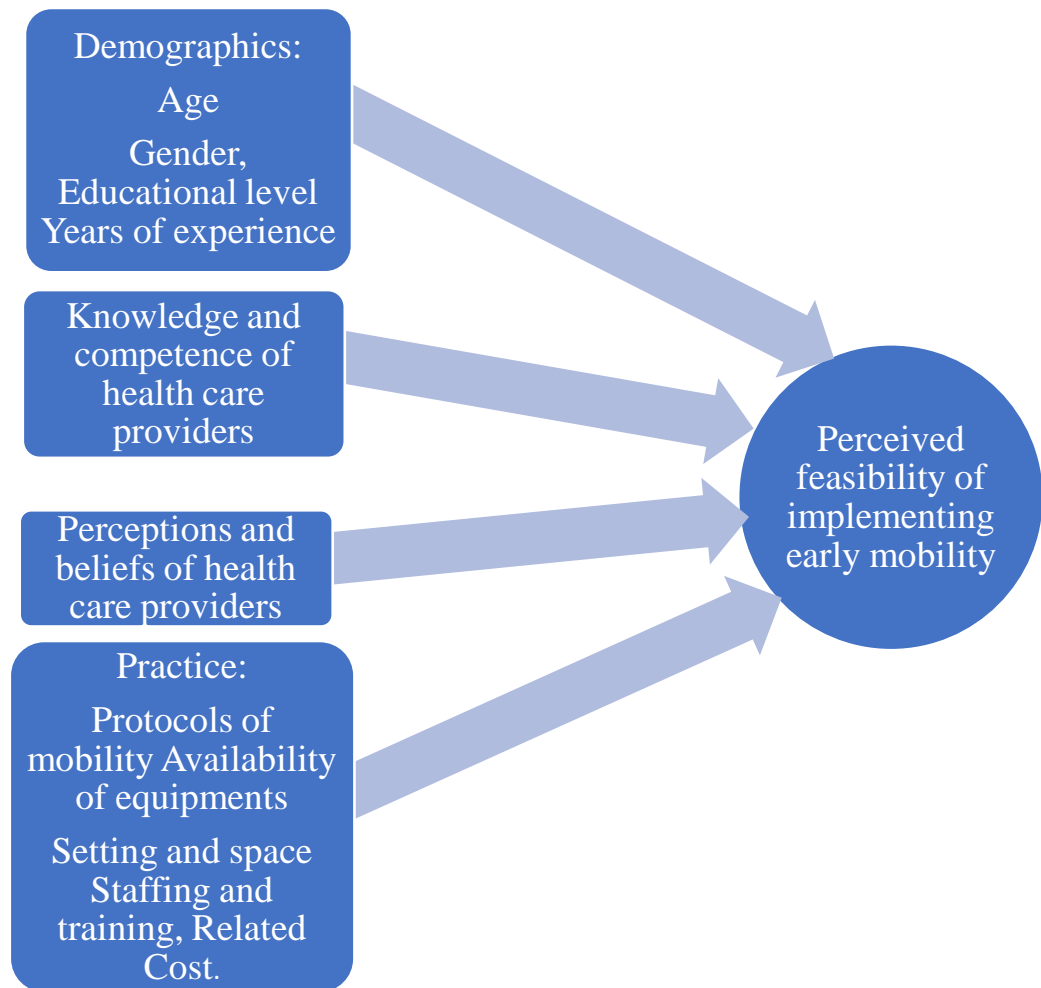 Demographics:
Age
Gender,
Educational level
Years of experience
Knowledge and
competence of
health care
providers
Perceptions and
beliefs of health
care providers
Practice:
Protocols of
mobility Availability
of equipments
Setting and space
Staffing and
training, Related
Cost.
Perceived
feasibility of
implementing
early mobility